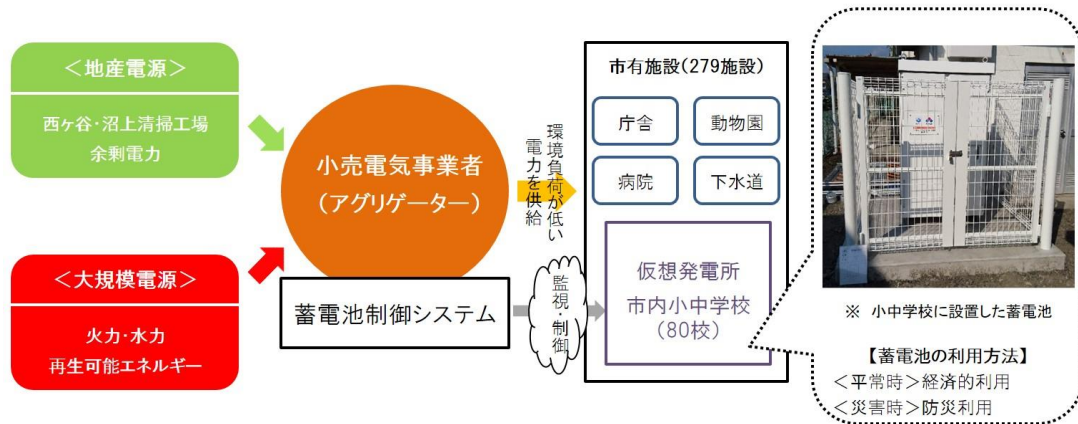 ＜地産電源＞
西ヶ谷・沼上清掃工場
余剰電力
＜大規模電源＞
火力・水力
再生可能エネルギー
小売電気事業者
（アグリゲーター）
蓄電池制御システム
環境負荷が低い
電力を供給
監視・制御
市有施設（279施設）
庁舎
動物園
病院
下水道
仮想発電所
市内小中学校
（80校）
※ 小中学校に設置した蓄電池
【蓄電池の利用方法】
＜平常時＞経済的利用
＜災害時＞防災利用